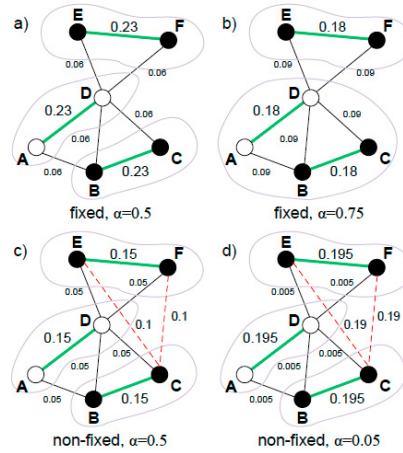 a) E 0.23 F
b) E 0.18 F
0.06 0.06
0.09 0.09
D
D
0.23 0.06
0.18 0.09
0.06
0.09
A C
A C
0.06 0.23
0.09 0.18
B
B
fixed, α=0.5
fixed, α=0.75
c) E 0.15 F
d) E 0.195 F
0.05 0.05 0.1
0.005 0.005 0.19
D 0.1
D 0.19
0.15 0.05
0.195 0.005
0.05
0.005
A C
A C
0.05 0.15
0.005 0.195
B
B
non-fixed, α=0.5
non-fixed, α=0.05